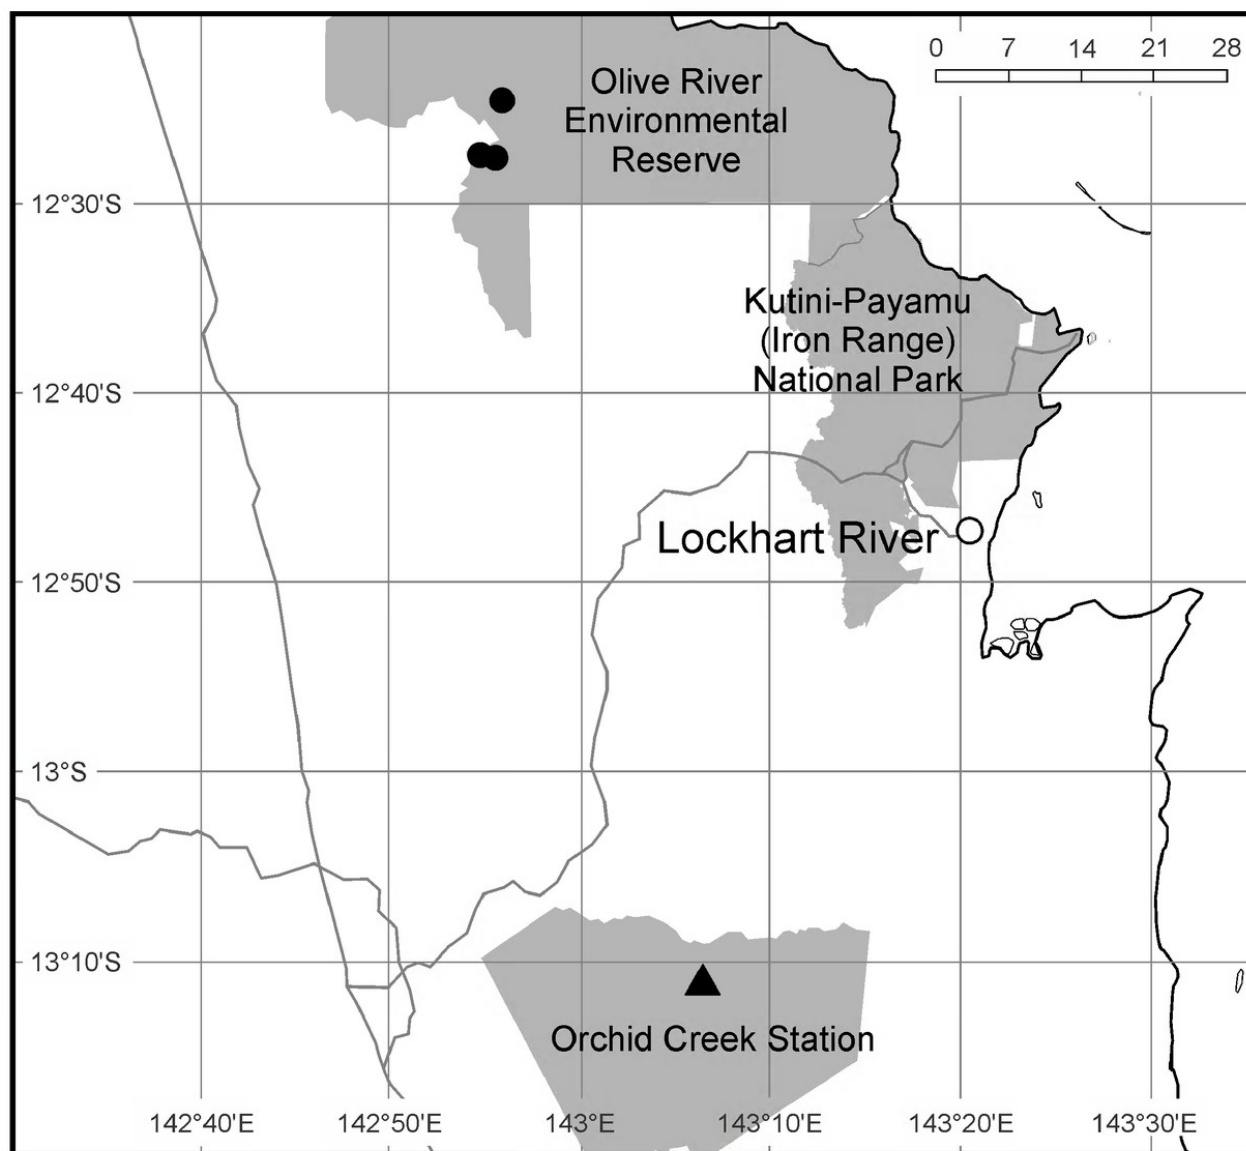 0 7 14 21 28
Olive River
Environmental
Reserve
12°30'S
Kutini-Payamu
(Iron Range)
National Park
12°40'S
Lockhart River
12°50'S
13°S
13°10'S
Orchid Creek Station
142°40'E 142°50'E 143°E 143°10'E 143°20'E 143°30'E